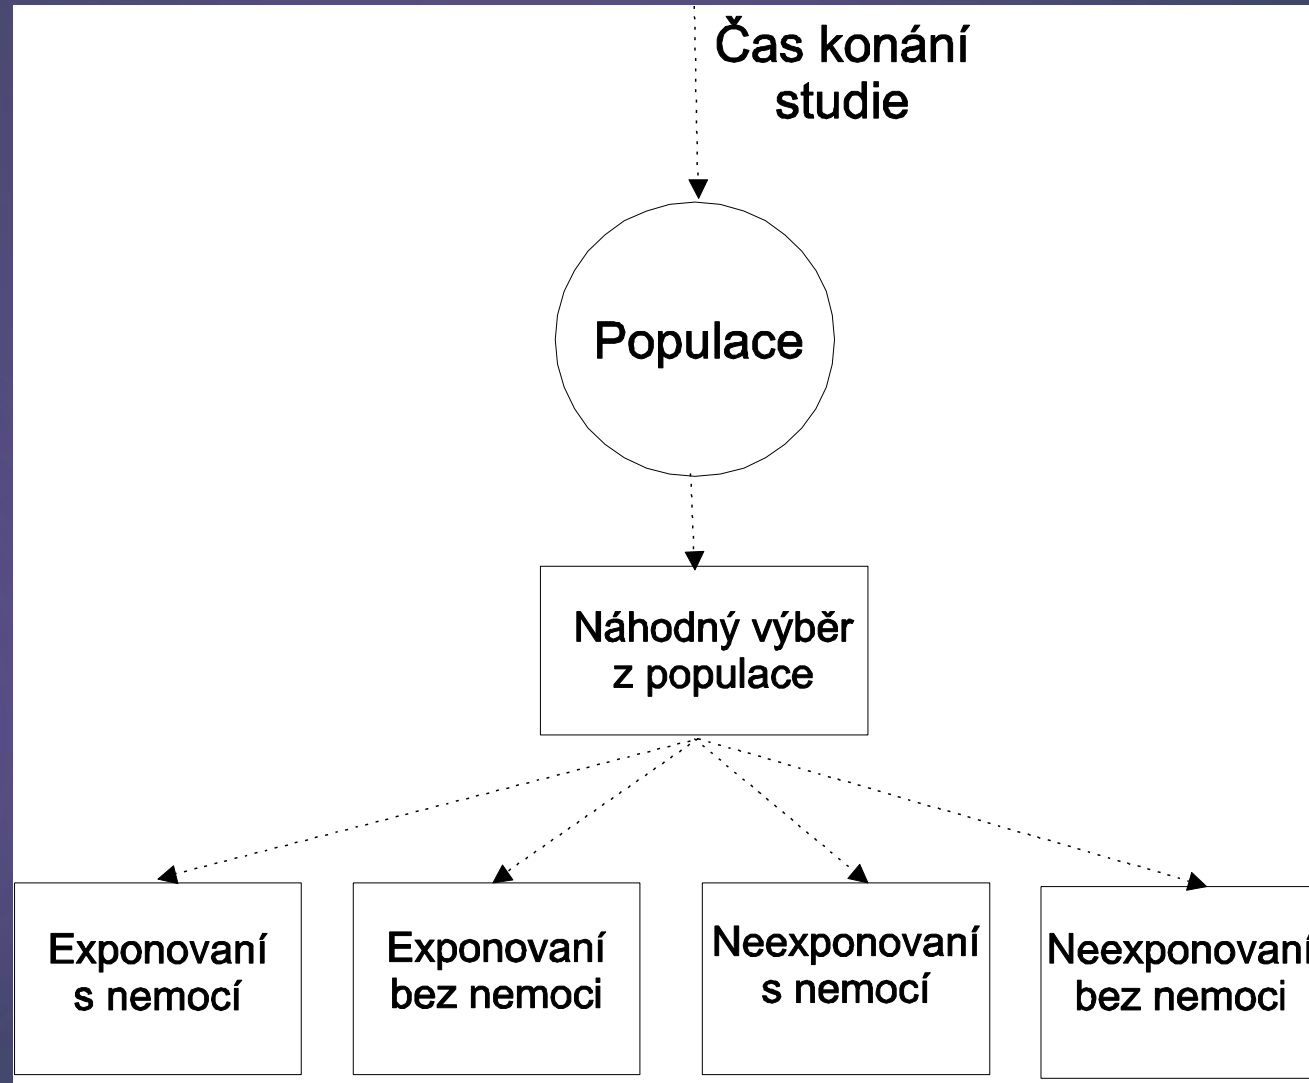 Čas konání
studie
Populace
Náhodný výběr
z populace
Exponovaní
s nemocí
Exponovaní
bez nemoci
Neexponovaní
s nemocí
Neexponovaní
bez nemoci